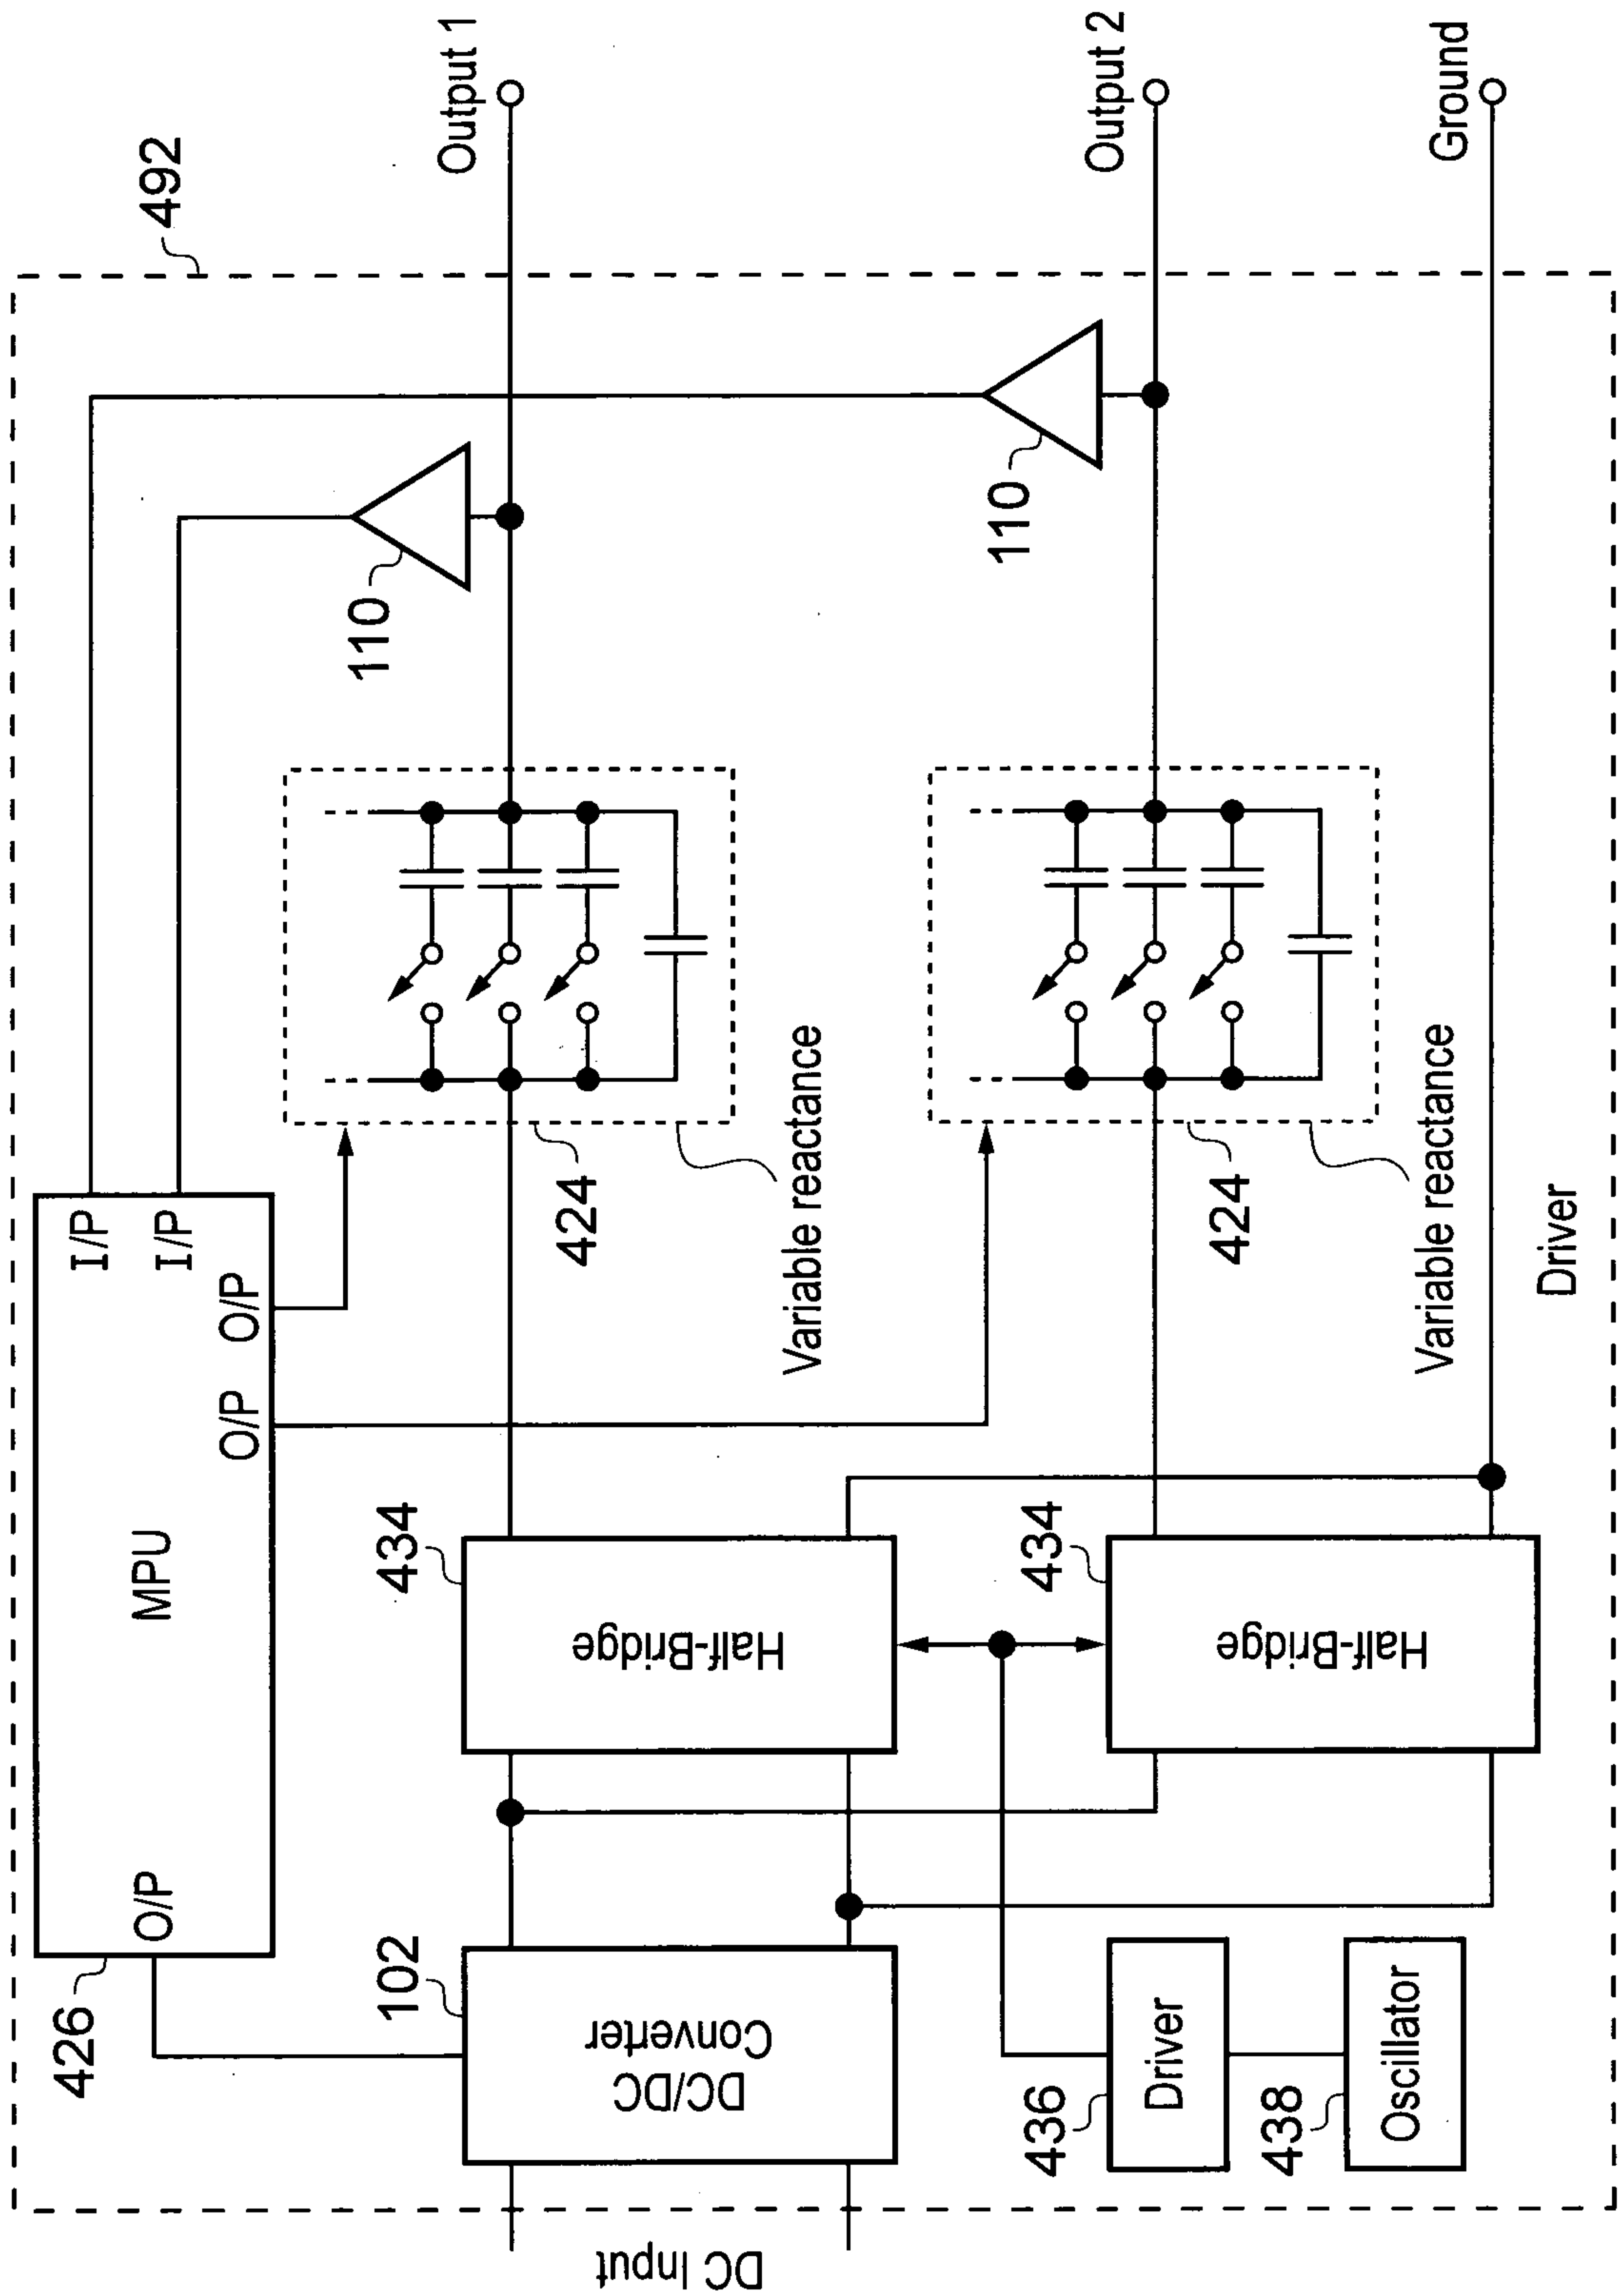 492
Output 1
Output 2
Ground
426
MPU
O/P
O/P
O/P
I/P
I/P
110
110
DC Input
102
DC/DC
Converter
434
Half-Bridge
434
Half-Bridge
424
Variable reactance
424
Variable reactance
436
Driver
438
Oscillator
Driver